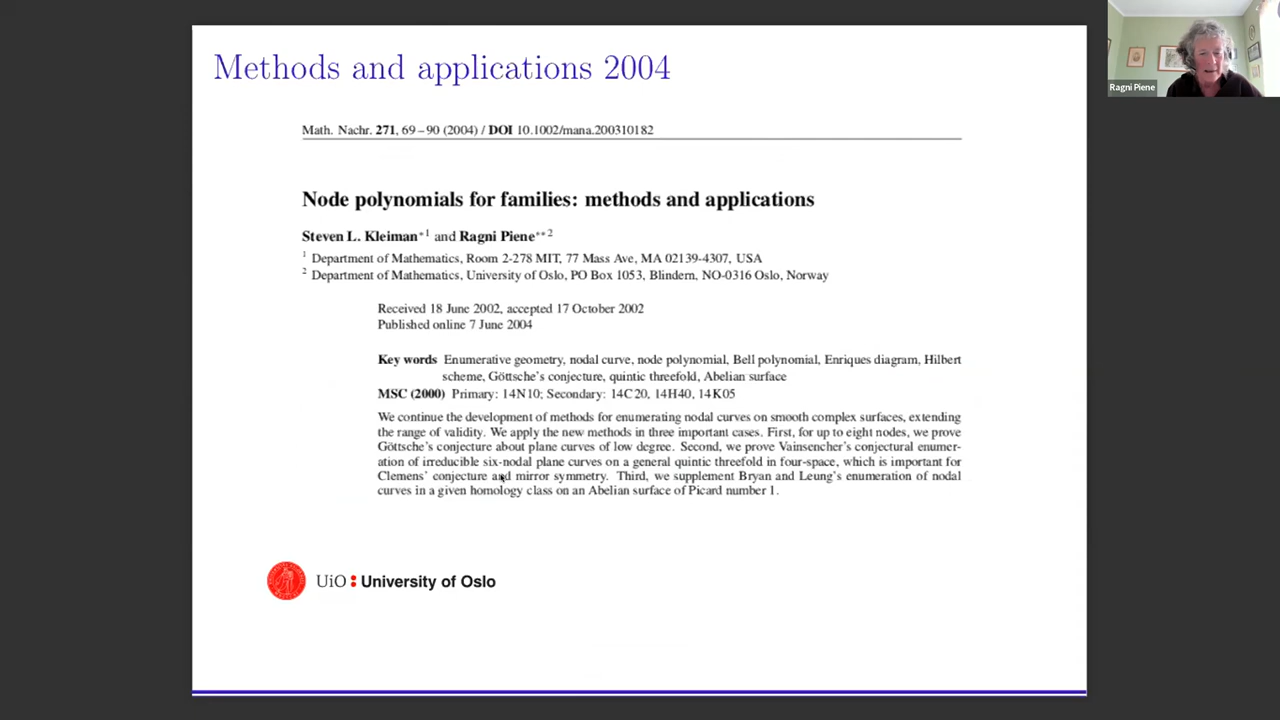 Methods and applications 2004
Ragni Piene
Math. Nachr. 271, 69–90 (2004) / DOI 10.1002/mana.200310182
Node polynomials for families: methods and applications
Steven L. Kleiman*1 and Ragni Piene**2
1 Department of Mathematics, Room 2-278 MIT, 77 Mass Ave, MA 02139-4307, USA
2 Department of Mathematics, University of Oslo, PO Box 1053, Blindern, NO-0316 Oslo, Norway
Received 18 June 2002, accepted 17 October 2002
Published online 7 June 2004
Key words Enumerative geometry, nodal curve, node polynomial, Bell polynomial, Enriques diagram, Hilbert
scheme, Göttsche's conjecture, quintic threefold, Abelian surface
MSC (2000) Primary: 14N10; Secondary: 14C20, 14H40, 14K05
We continue the development of methods for enumerating nodal curves on smooth complex surfaces, extending
the range of validity. We apply the new methods in three important cases. First, for up to eight nodes, we prove
Göttsche's conjecture about plane curves of low degree. Second, we prove Vainsencher's conjectural enumer-
ation of irreducible six-nodal plane curves on a general quintic threefold in four-space, which is important for
Clemens' conjecture and mirror symmetry. Third, we supplement Bryan and Leung's enumeration of nodal
curves in a given homology class on an Abelian surface of Picard number 1.
UiO : University of Oslo